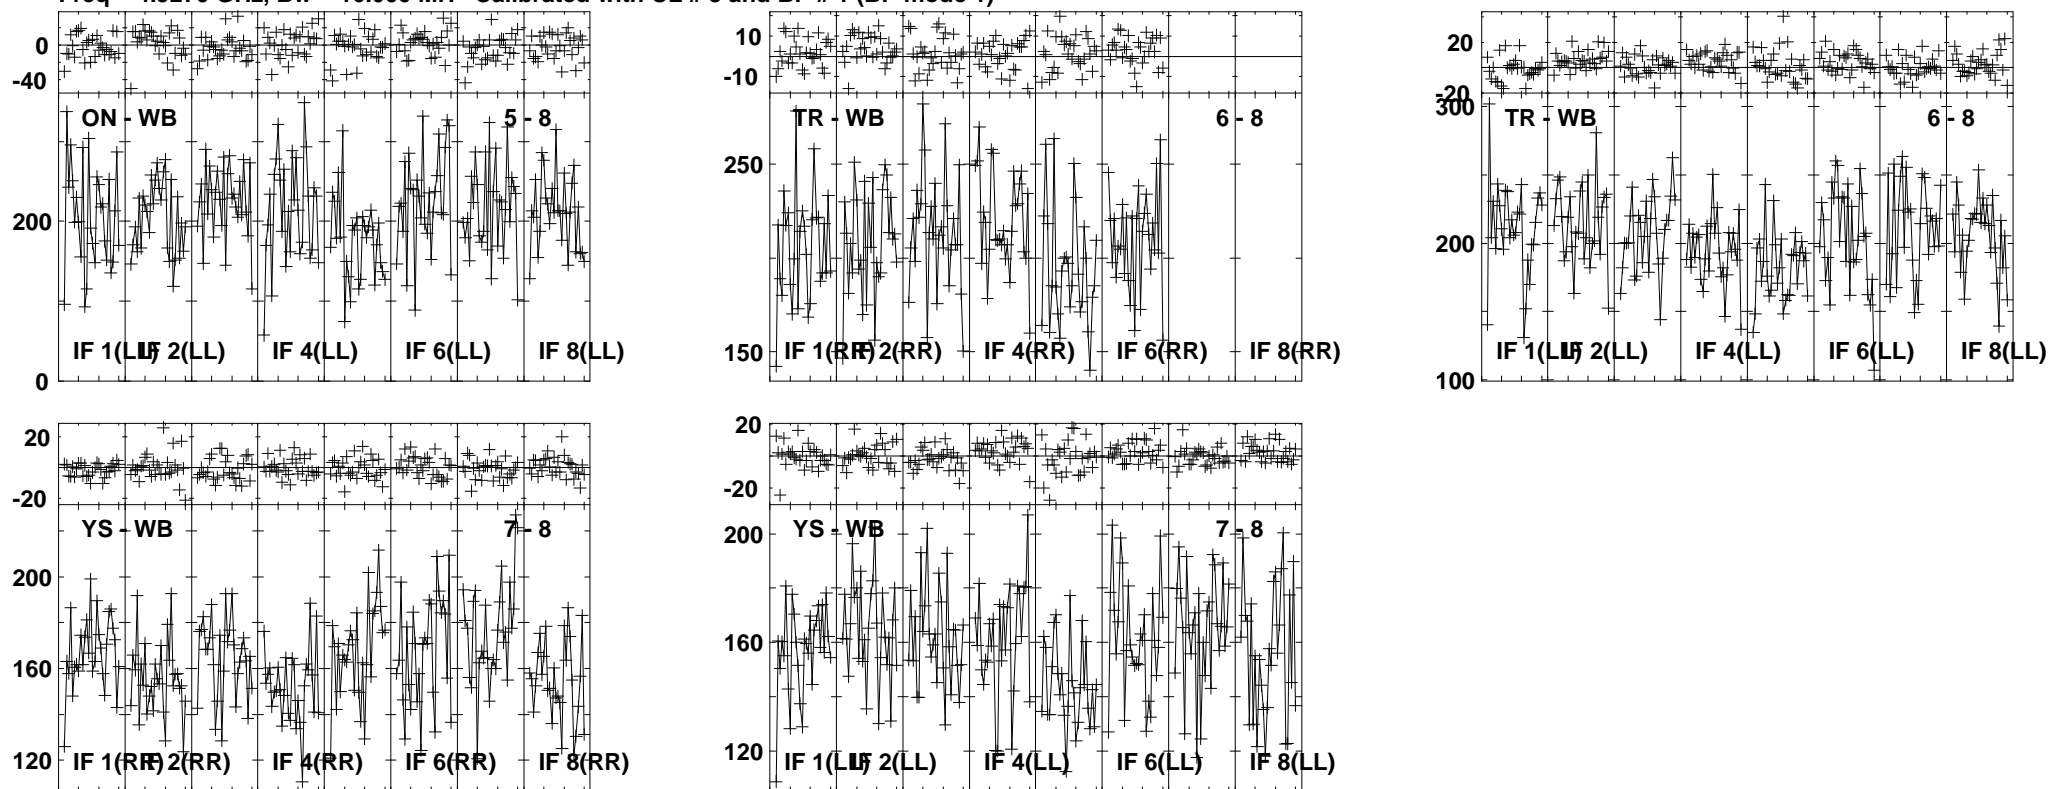 0
-40
ON - WB 5 - 8
200
IF 1(LL) IF 2(LL) IF 4(LL) IF 6(LL) IF 8(LL)
0
10
-10
TR - WB 6 - 8
250
150
IF 1(RR) IF 2(RR) IF 4(RR) IF 6(RR) IF 8(RR)
20
-20
300
TR - WB 6 - 8
200
IF 1(LL) IF 2(LL) IF 4(LL) IF 6(LL) IF 8(LL)
100
20
-20
YS - WB 7 - 8
200
160
120
IF 1(RR) IF 2(RR) IF 4(RR) IF 6(RR) IF 8(RR)
20
-20
YS - WB 7 - 8
200
160
120
IF 1(LL) IF 2(LL) IF 4(LL) IF 6(LL) IF 8(LL)